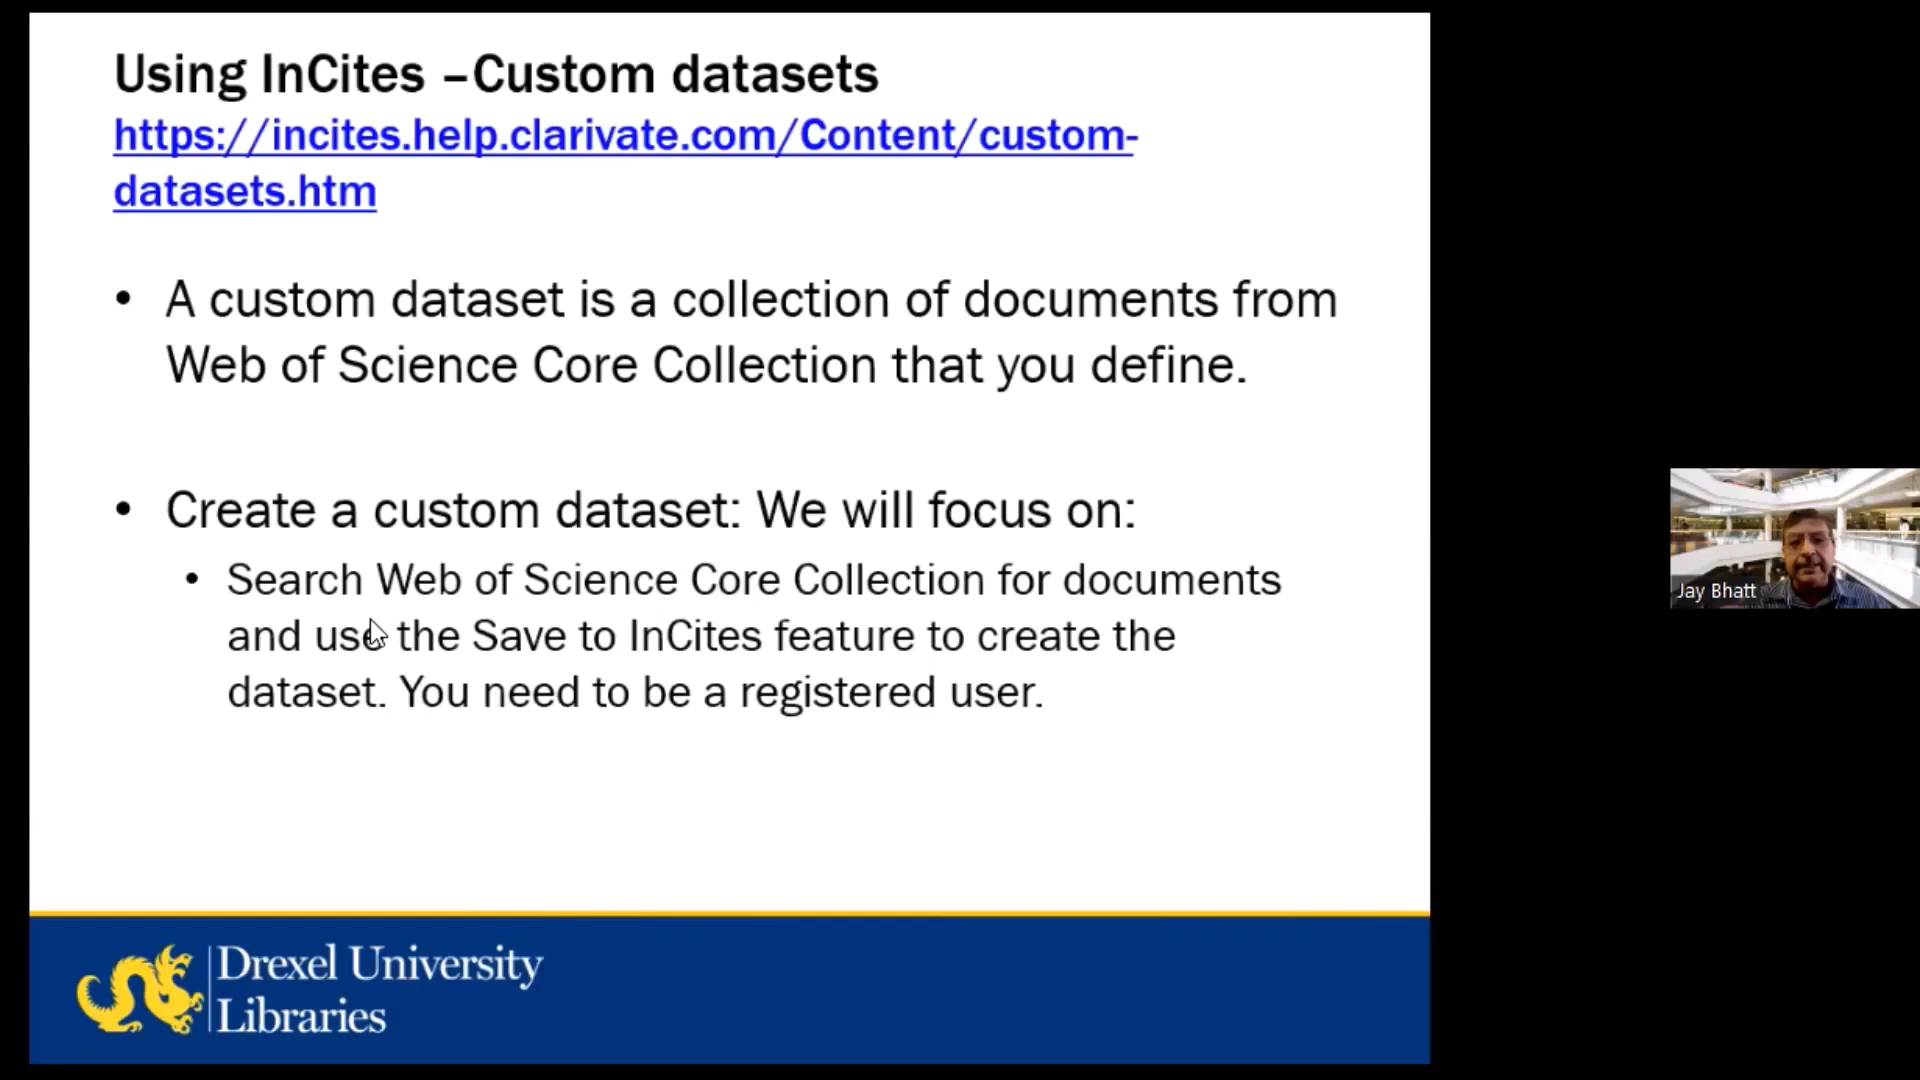 Using InCites –Custom datasets
https://incites.help.clarivate.com/Content/custom-
datasets.htm
• A custom dataset is a collection of documents from
Web of Science Core Collection that you define.
• Create a custom dataset: We will focus on:
• Search Web of Science Core Collection for documents
and use the Save to InCites feature to create the
dataset. You need to be a registered user.
Jay Bhatt
Drexel University
Libraries